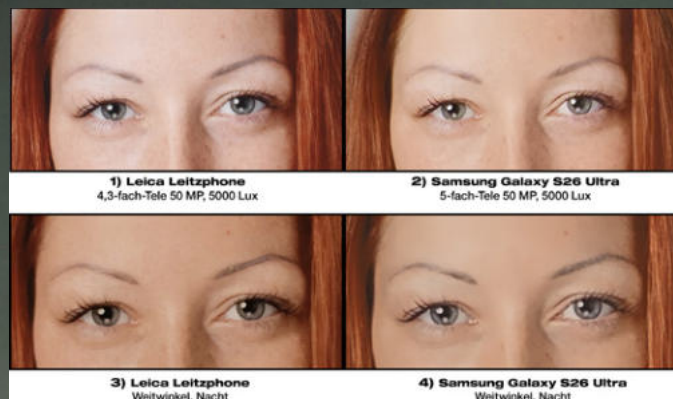 1) Leica Leitzphone
4,3-fach-Tele 50 MP, 5000 Lux
2) Samsung Galaxy S26 Ultra
5-fach-Tele 50 MP, 5000 Lux
3) Leica Leitzphone
Weitwinkel, Nacht
4) Samsung Galaxy S26 Ultra
Weitwinkel, Nacht